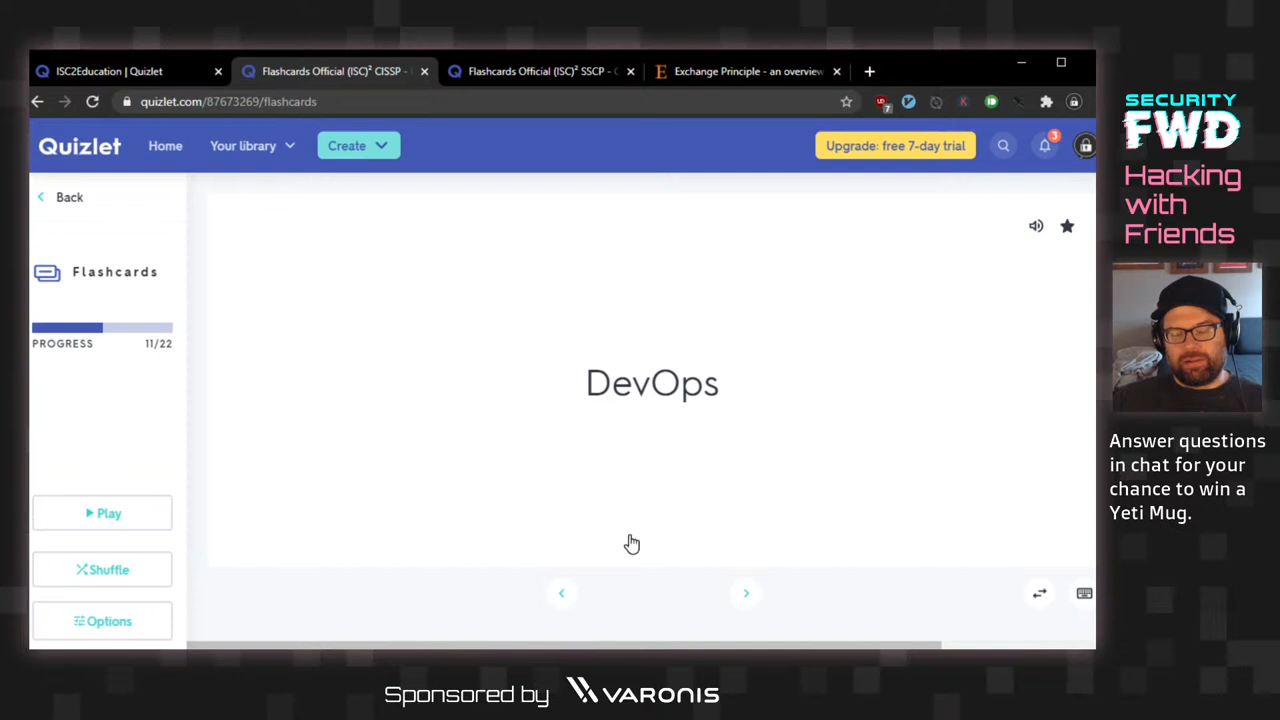 ISC2Education | Quizlet
Flashcards Official (ISC)² CISSP -
Flashcards Official (ISC)² SSCP -
Exchange Principle - an overview
quizlet.com/87673269/flashcards
7
Quizlet
Home
Your library
Create
Upgrade: free 7-day trial
3
Back
Flashcards
PROGRESS 11/22
DevOps
Play
Shuffle
Options
SECURITY
FWD
Hacking
with
Friends
Answer questions
in chat for your
chance to win a
Yeti Mug.
Sponsored by VARONIS